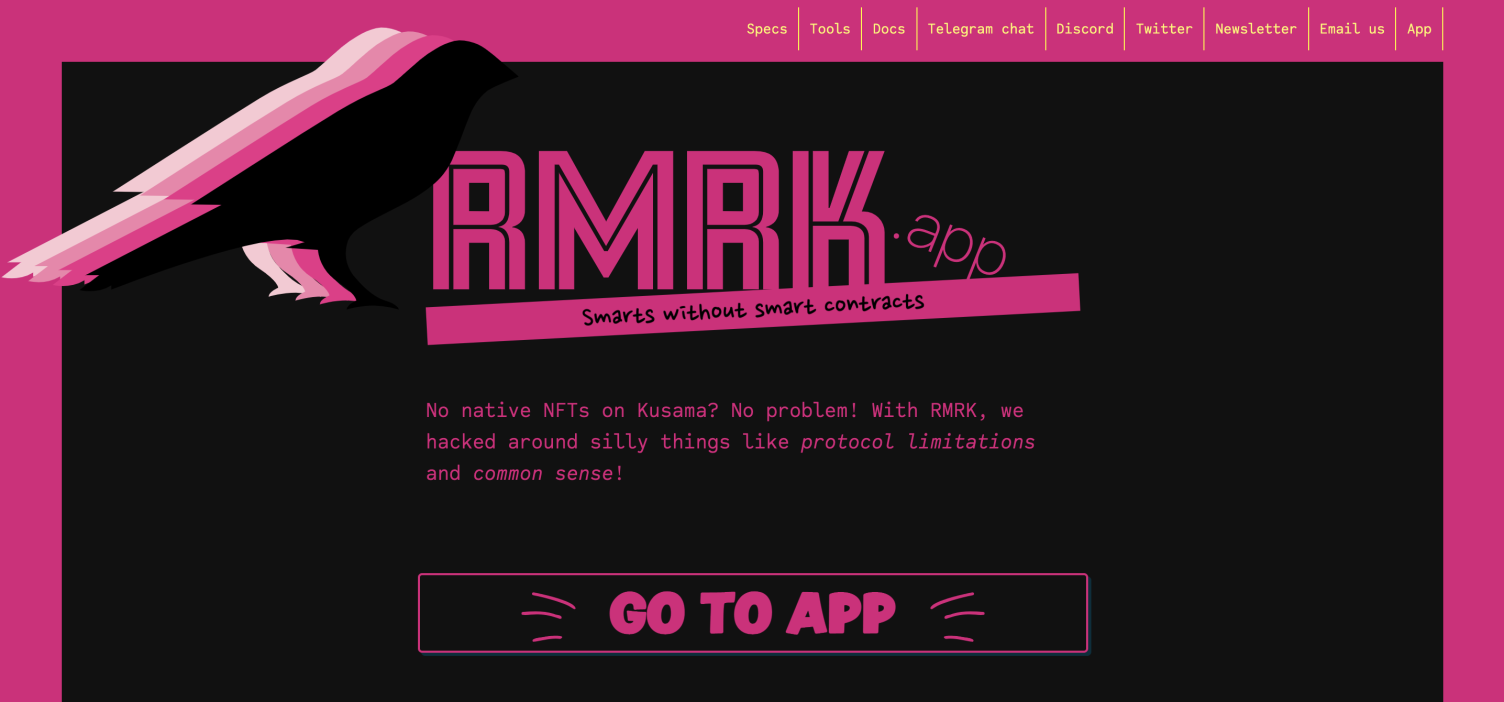 Specs Tools Docs Telegram chat Discord Twitter Newsletter Email us App
RMRK.app
Smarts without smart contracts
No native NFTs on Kusama? No problem! With RMRK, we
hacked around silly things like protocol limitations
and common sense!
GO TO APP